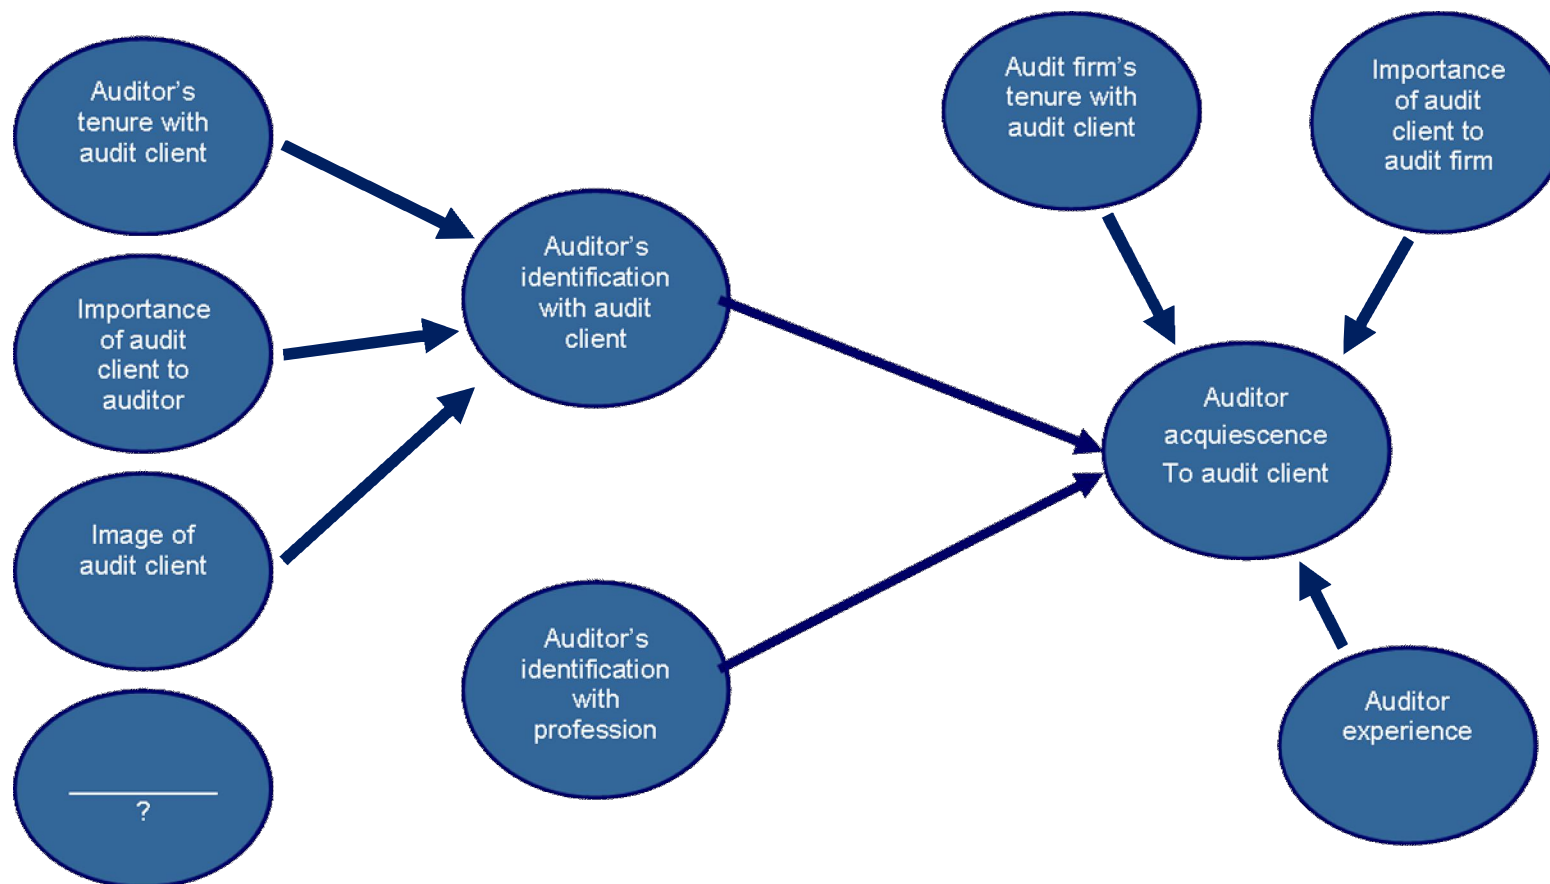 Auditor's
tenure with
audit client
Importance
of audit
client to
auditor
Image of
audit client
?
Auditor's
identification
with audit
client
Auditor's
identification
with
profession
Audit firm's
tenure with
audit client
Importance
of audit
client to
audit firm
Auditor
acquiescence
To audit client
Auditor
experience